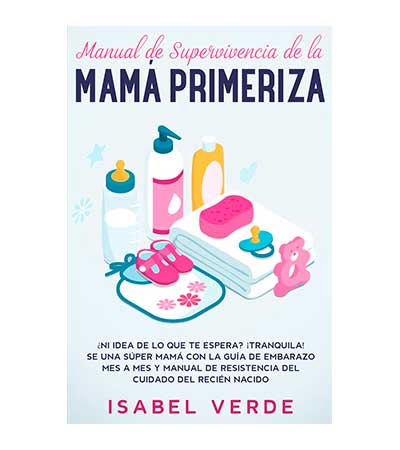 Manual de Supervivencia de la
MAMÁ PRIMERIZA
¿NI IDEA DE LO QUE TE ESPERA? ¡TRANQUILA!
SE UNA SÚPER MAMÁ CON LA GUÍA DE EMBARAZO
MES A MES Y MANUAL DE RESISTENCIA DEL
CUIDADO DEL RECIÉN NACIDO
ISABEL VERDE